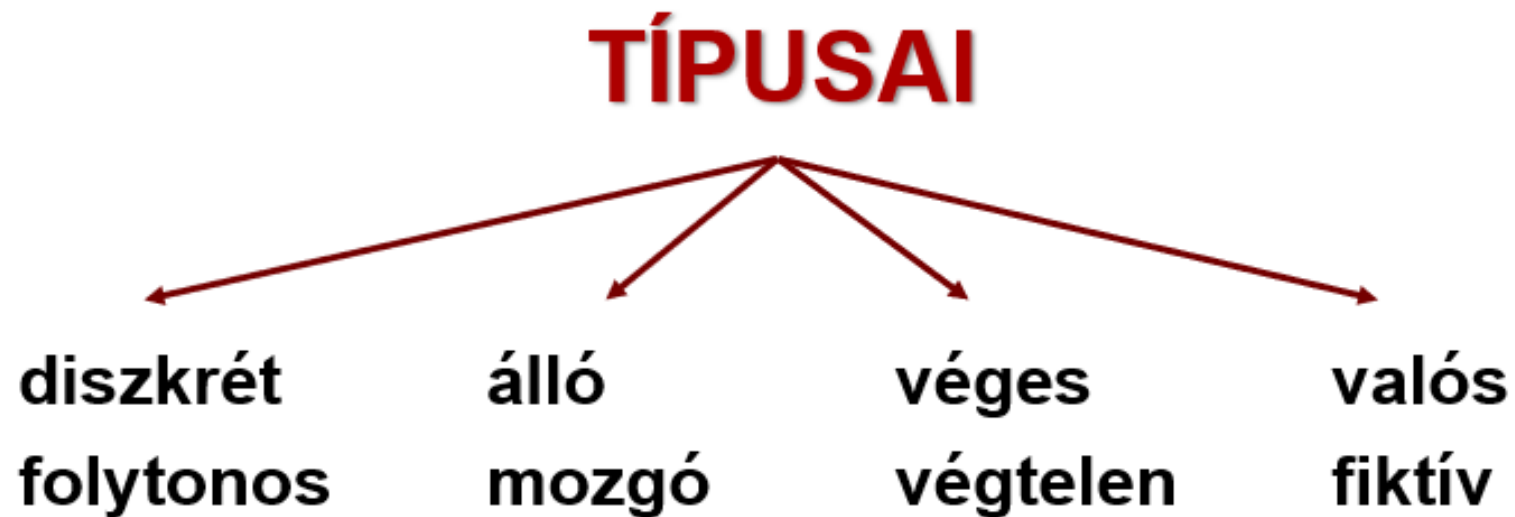 TÍPUSAI
diszkrét álló véges valós
folytonos mozgó végtelen fiktív